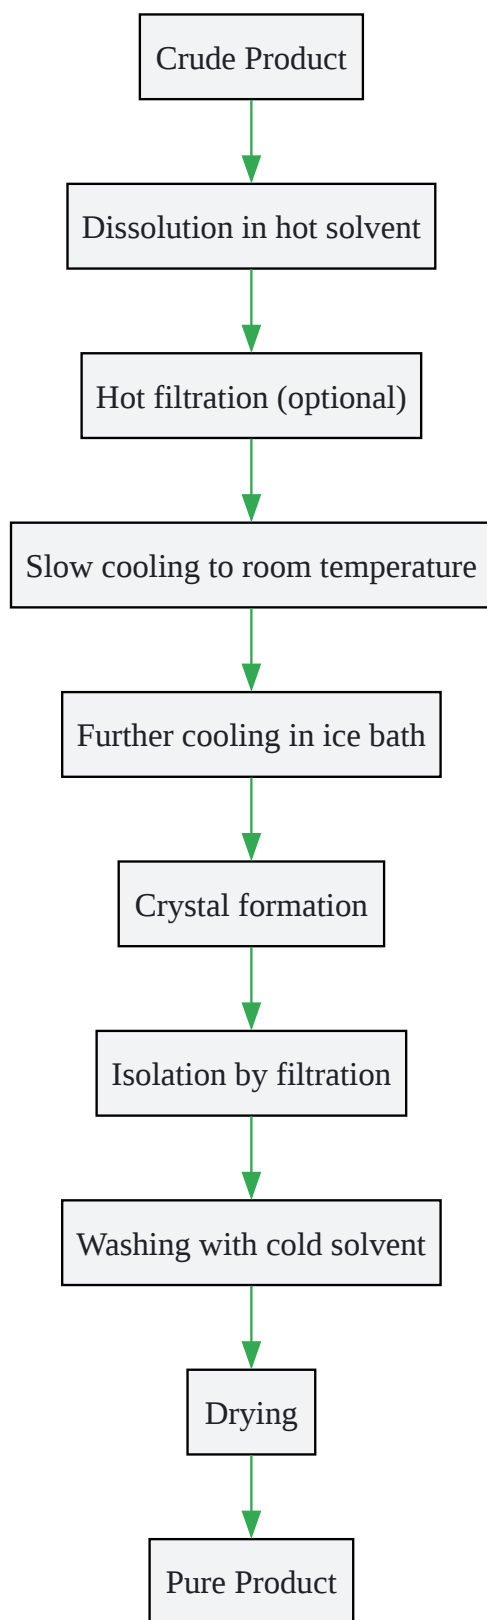 Crude Product
Dissolution in hot solvent
Hot filtration (optional)
Slow cooling to room temperature
Further cooling in ice bath
Crystal formation
Isolation by filtration
Washing with cold solvent
Drying
Pure Product